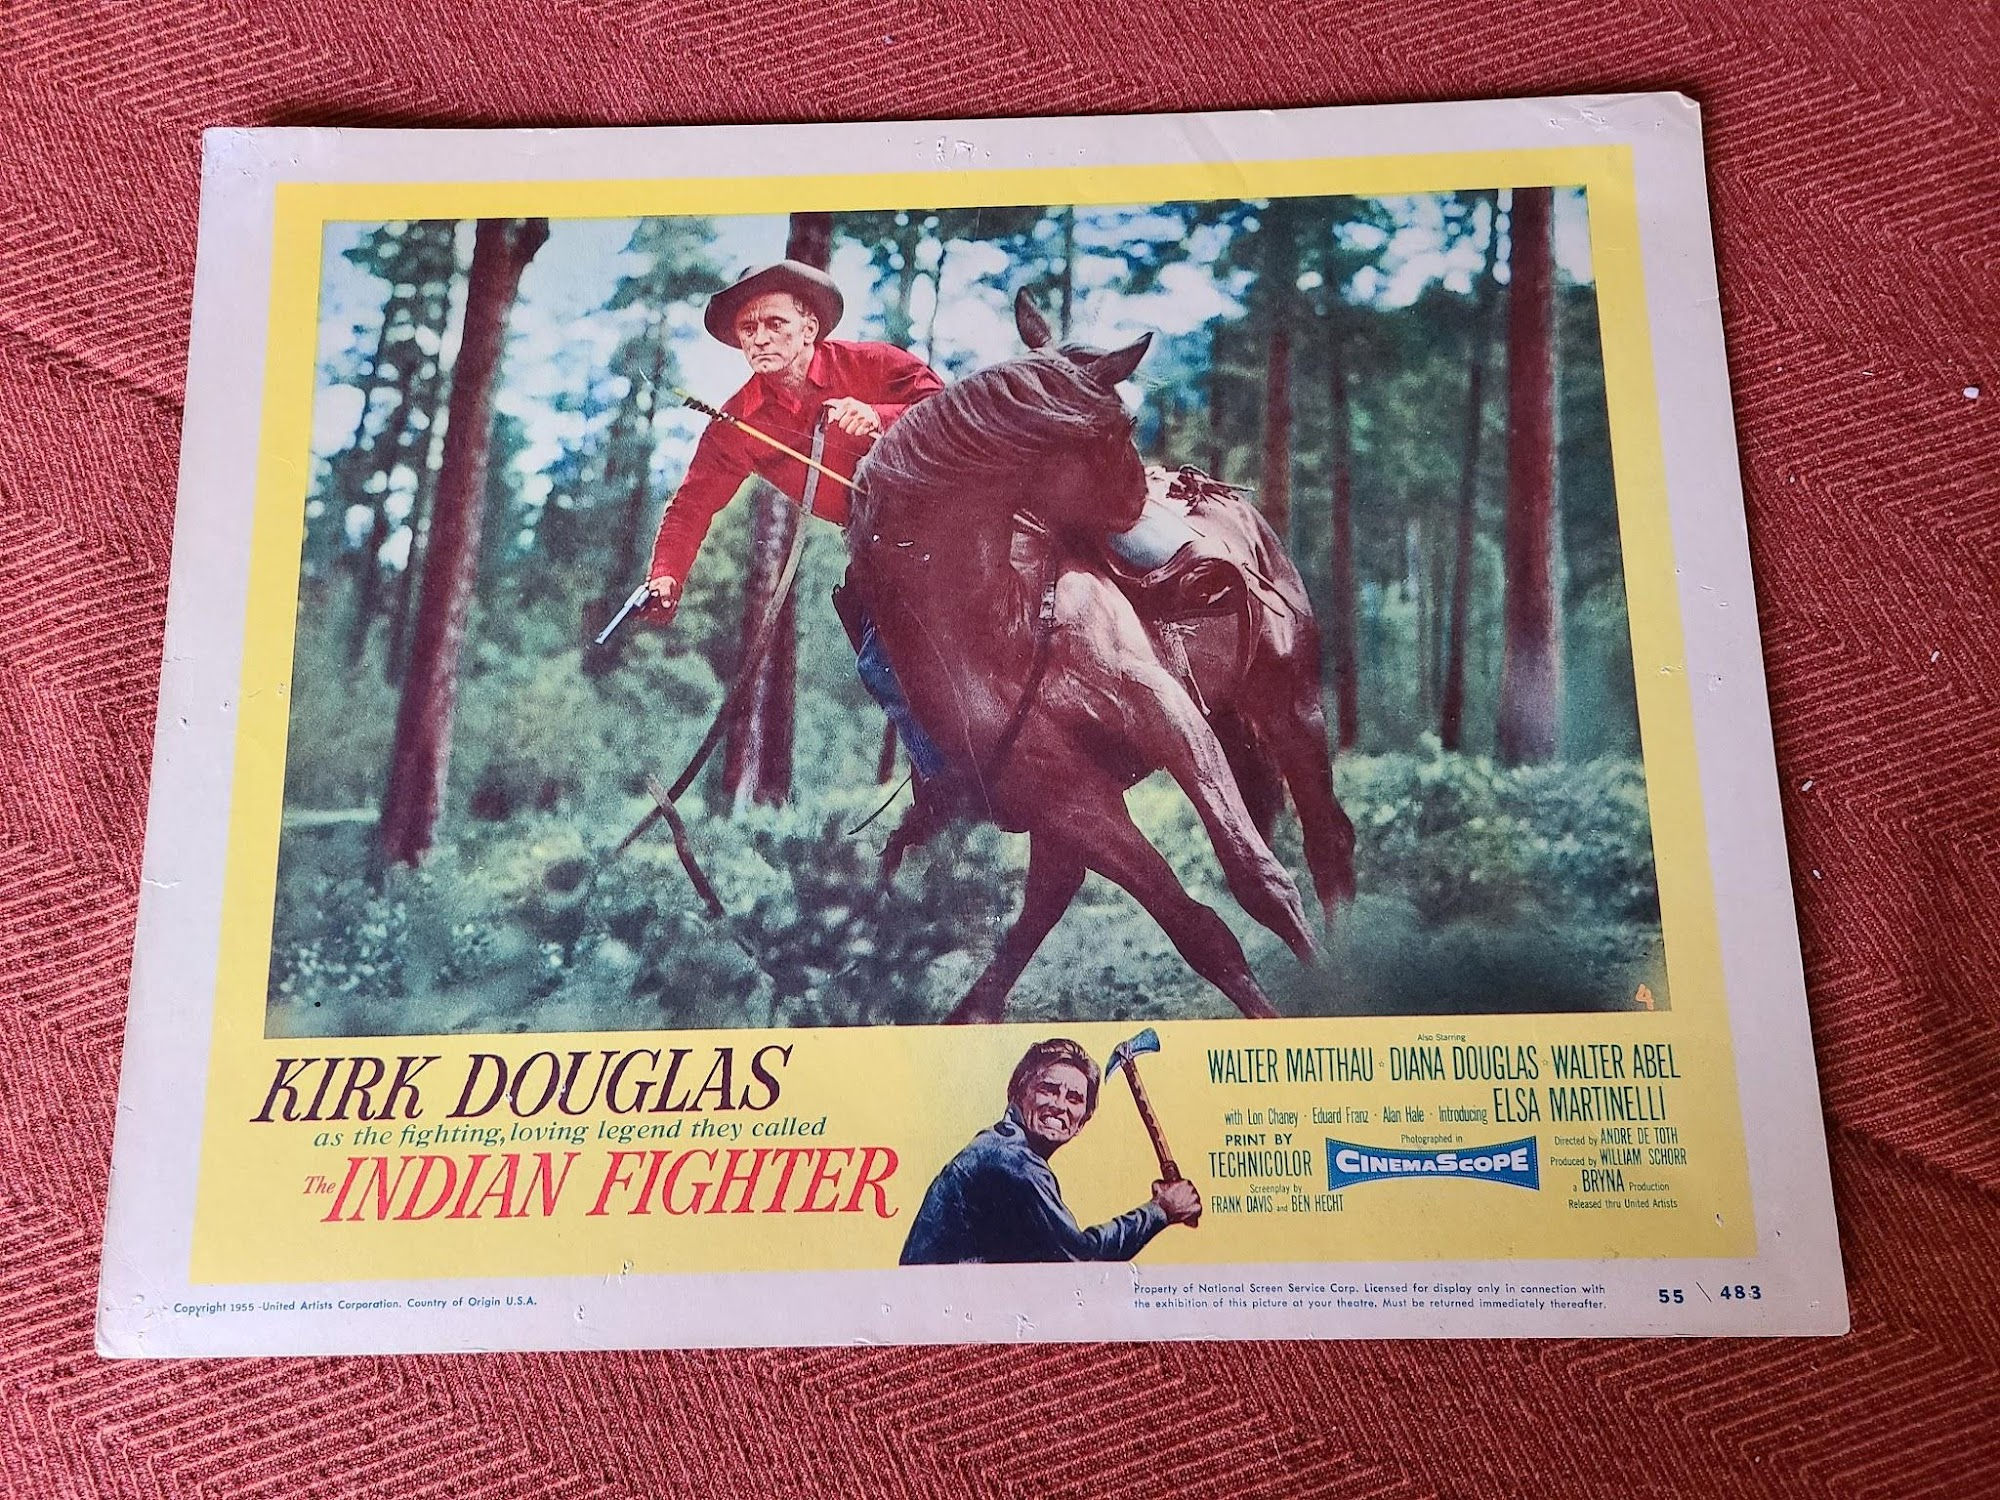 4
KIRK DOUGLAS
as the fighting, loving legend they called
The INDIAN FIGHTER
Also Starring
WALTER MATTHAU · DIANA DOUGLAS · WALTER ABEL
with Lon Chaney · Eduard Franz · Alan Hale · Introducing ELSA MARTINELLI
PRINT BY
TECHNICOLOR
Screenplay by
FRANK DAVIS and BEN HECHT
Photographed in
CINEMASCOPE
Directed by ANDRE DE TOTH
Produced by WILLIAM SCHORR
a BRYNA Production
Released thru United Artists
Copyright 1955 -United Artists Corporation. Country of Origin U.S.A.
Property of National Screen Service Corp. Licensed for display only in connection with
the exhibition of this picture at your theatre. Must be returned immediately thereafter.
55 \ 483